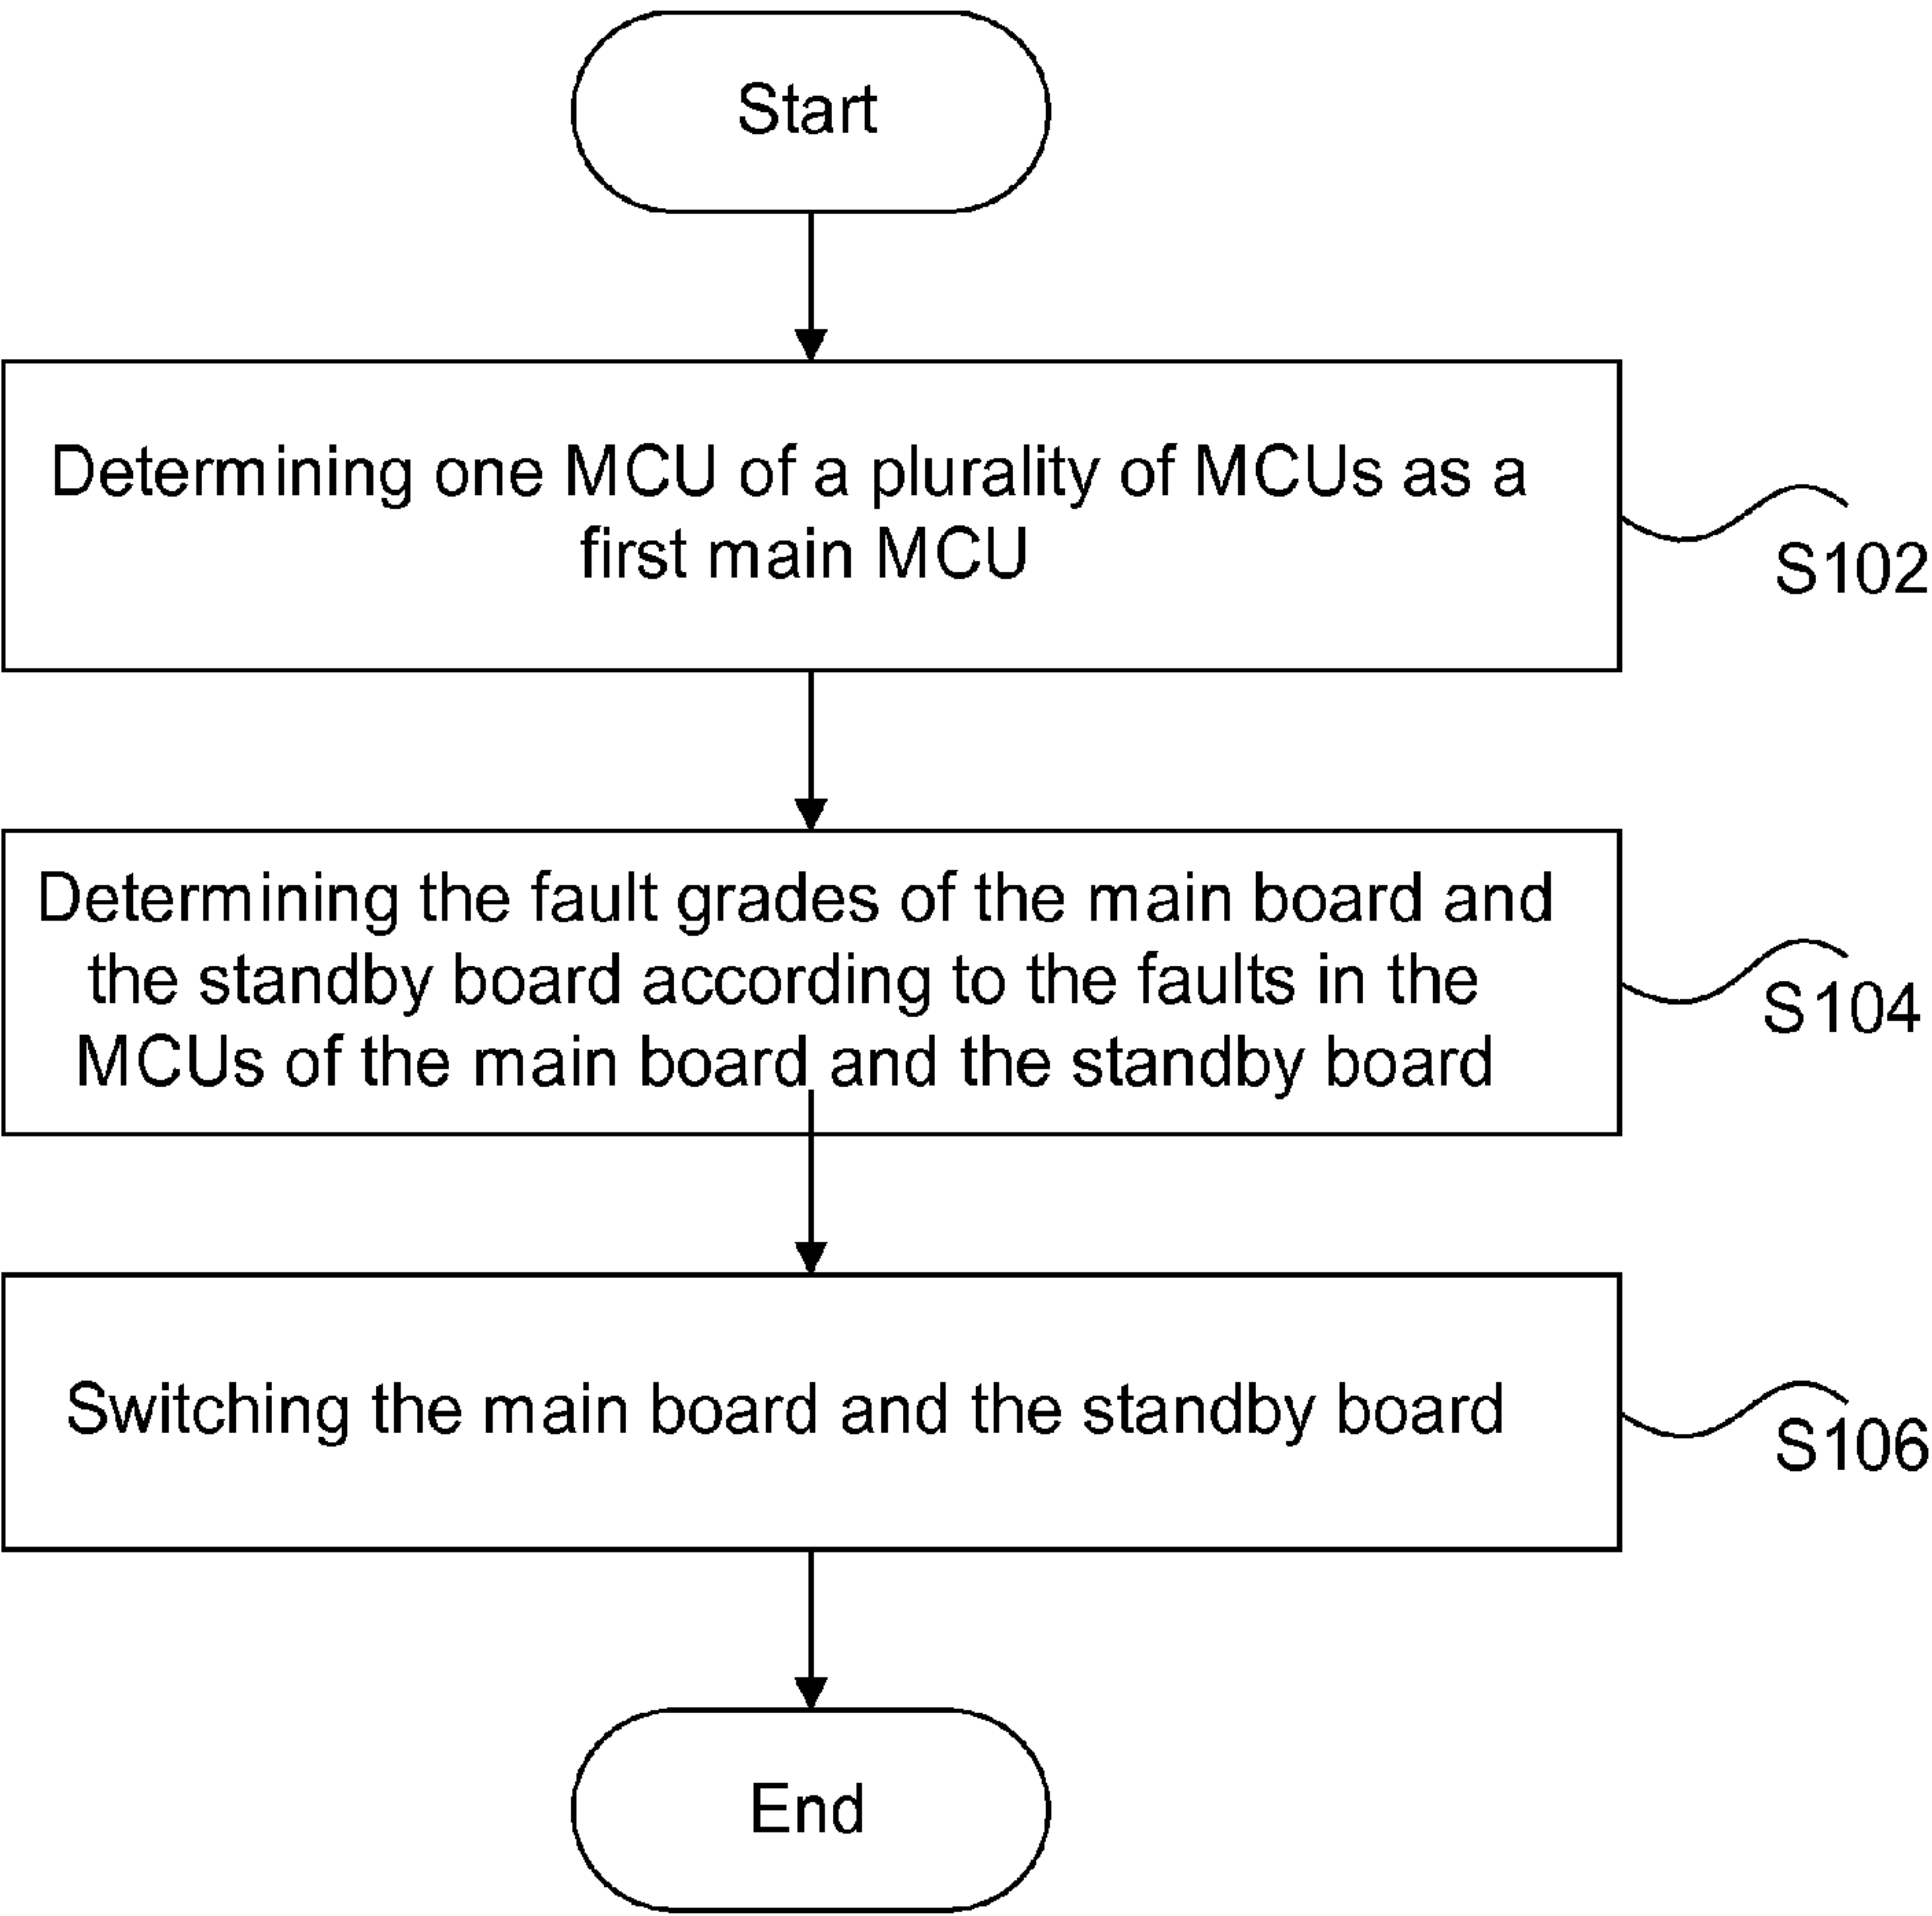 Start
Determining one MCU of a plurality of MCUs as a
first main MCU
S102
Determining the fault grades of the main board and
the standby board according to the faults in the
MCUs of the main board and the standby board
S104
Switching the main board and the standby board
S106
End